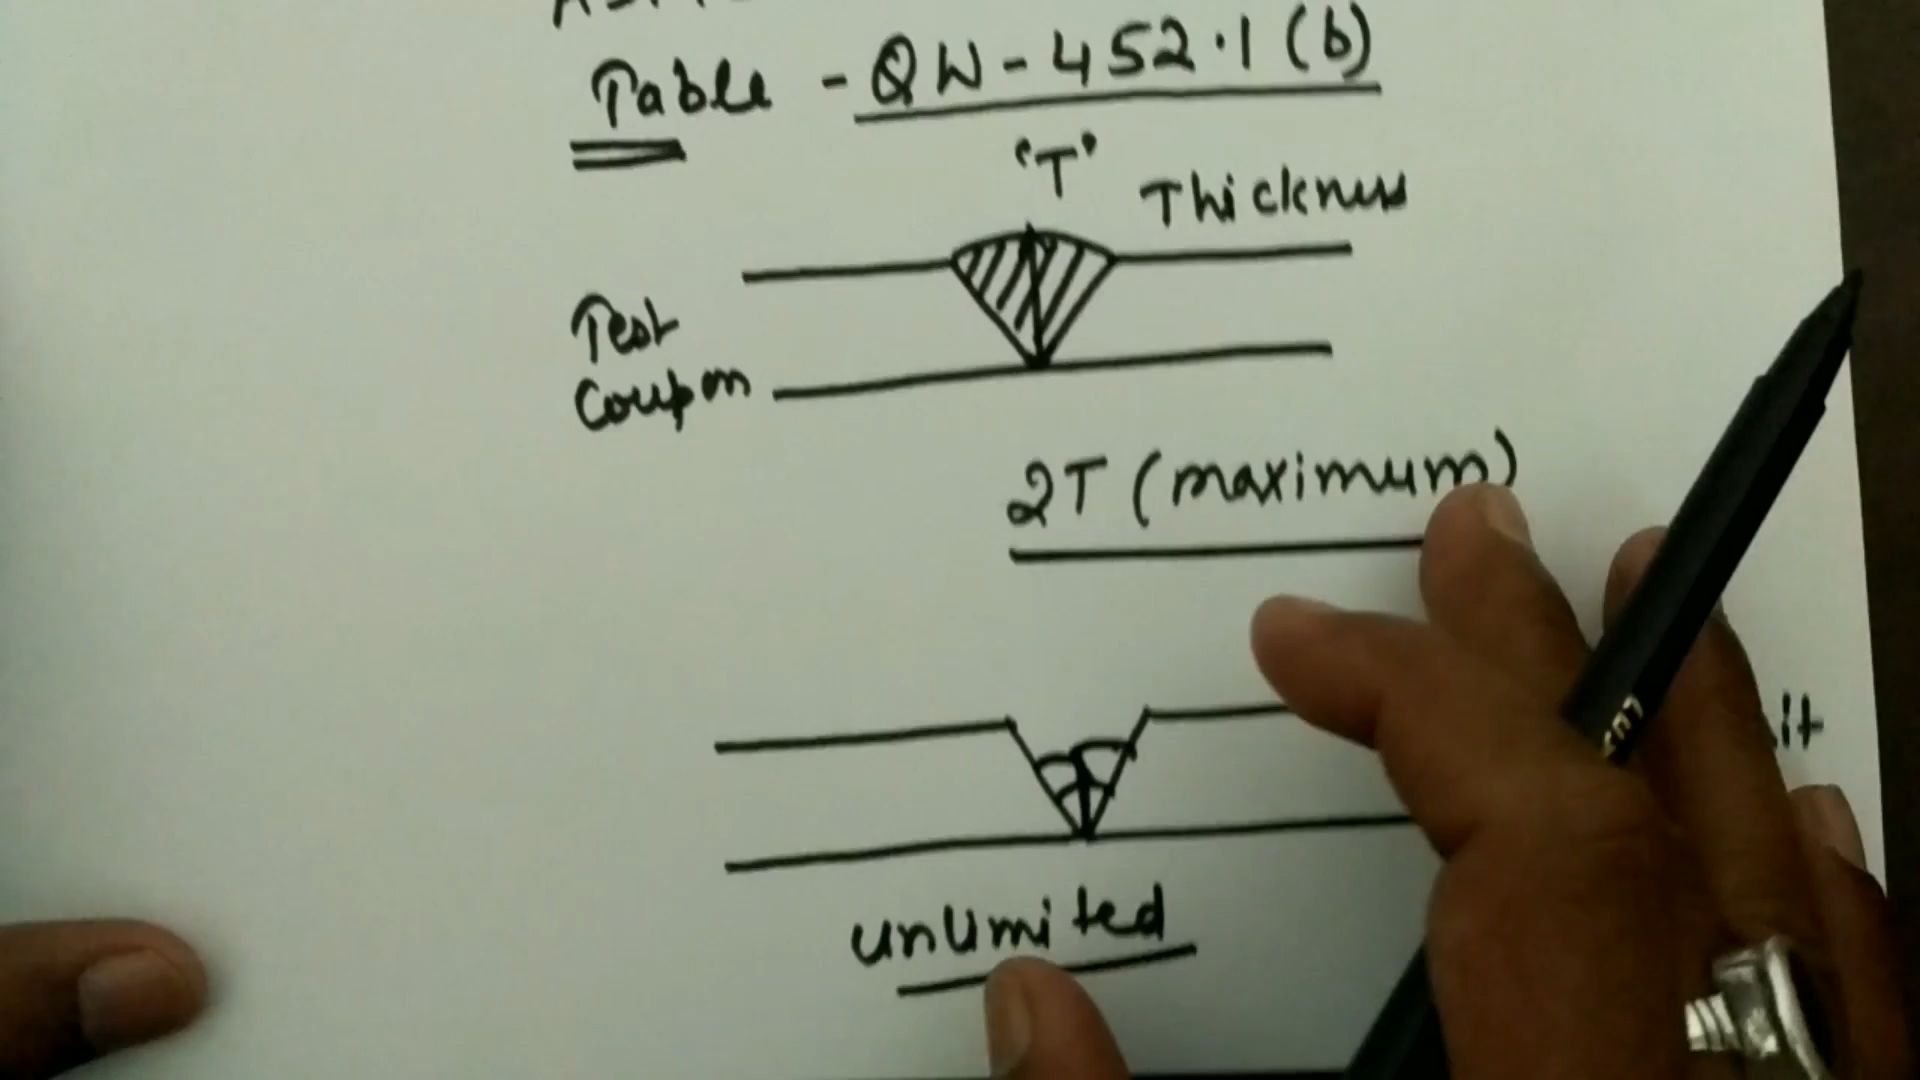 Table - QW-452.1 (b)
'T'
Thickness
Test
Coupon
2T (maximum)
unlimited